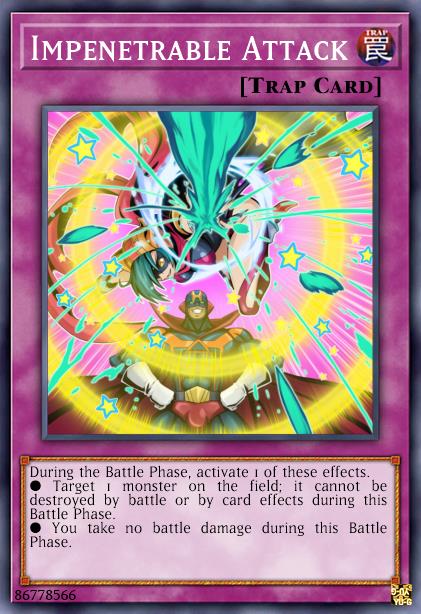 IMPENETRABLE ATTACK
TRAP
罠
[TRAP CARD]
During the Battle Phase, activate 1 of these effects.
● Target 1 monster on the field; it cannot be
destroyed by battle or by card effects during this
Battle Phase.
● You take no battle damage during this Battle
Phase.
86778566